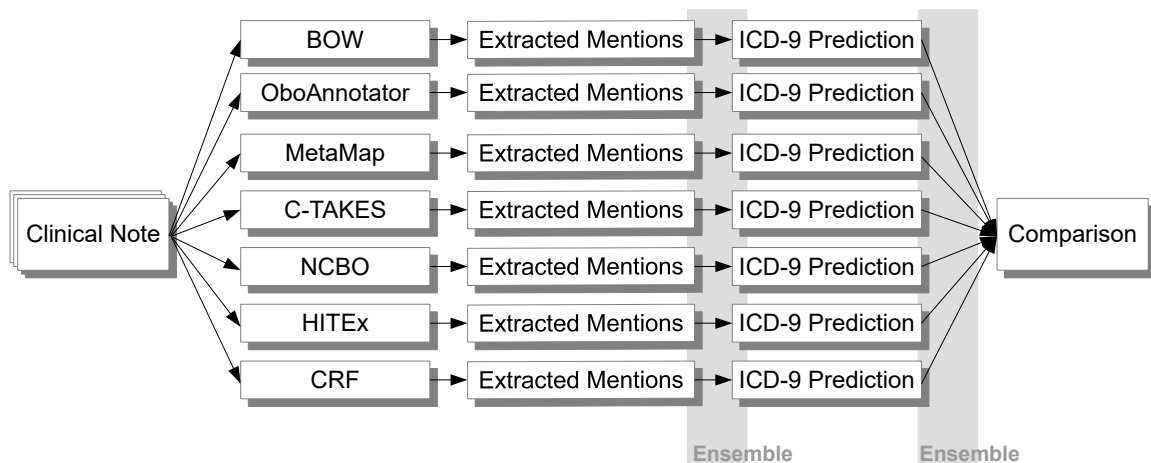 BOW Extracted Mentions ICD-9 Prediction
OboAnnotator Extracted Mentions ICD-9 Prediction
MetaMap Extracted Mentions ICD-9 Prediction
C-TAKES Extracted Mentions ICD-9 Prediction
Clinical Note Comparison
NCBO Extracted Mentions ICD-9 Prediction
HITEx Extracted Mentions ICD-9 Prediction
CRF Extracted Mentions ICD-9 Prediction
Ensemble Ensemble